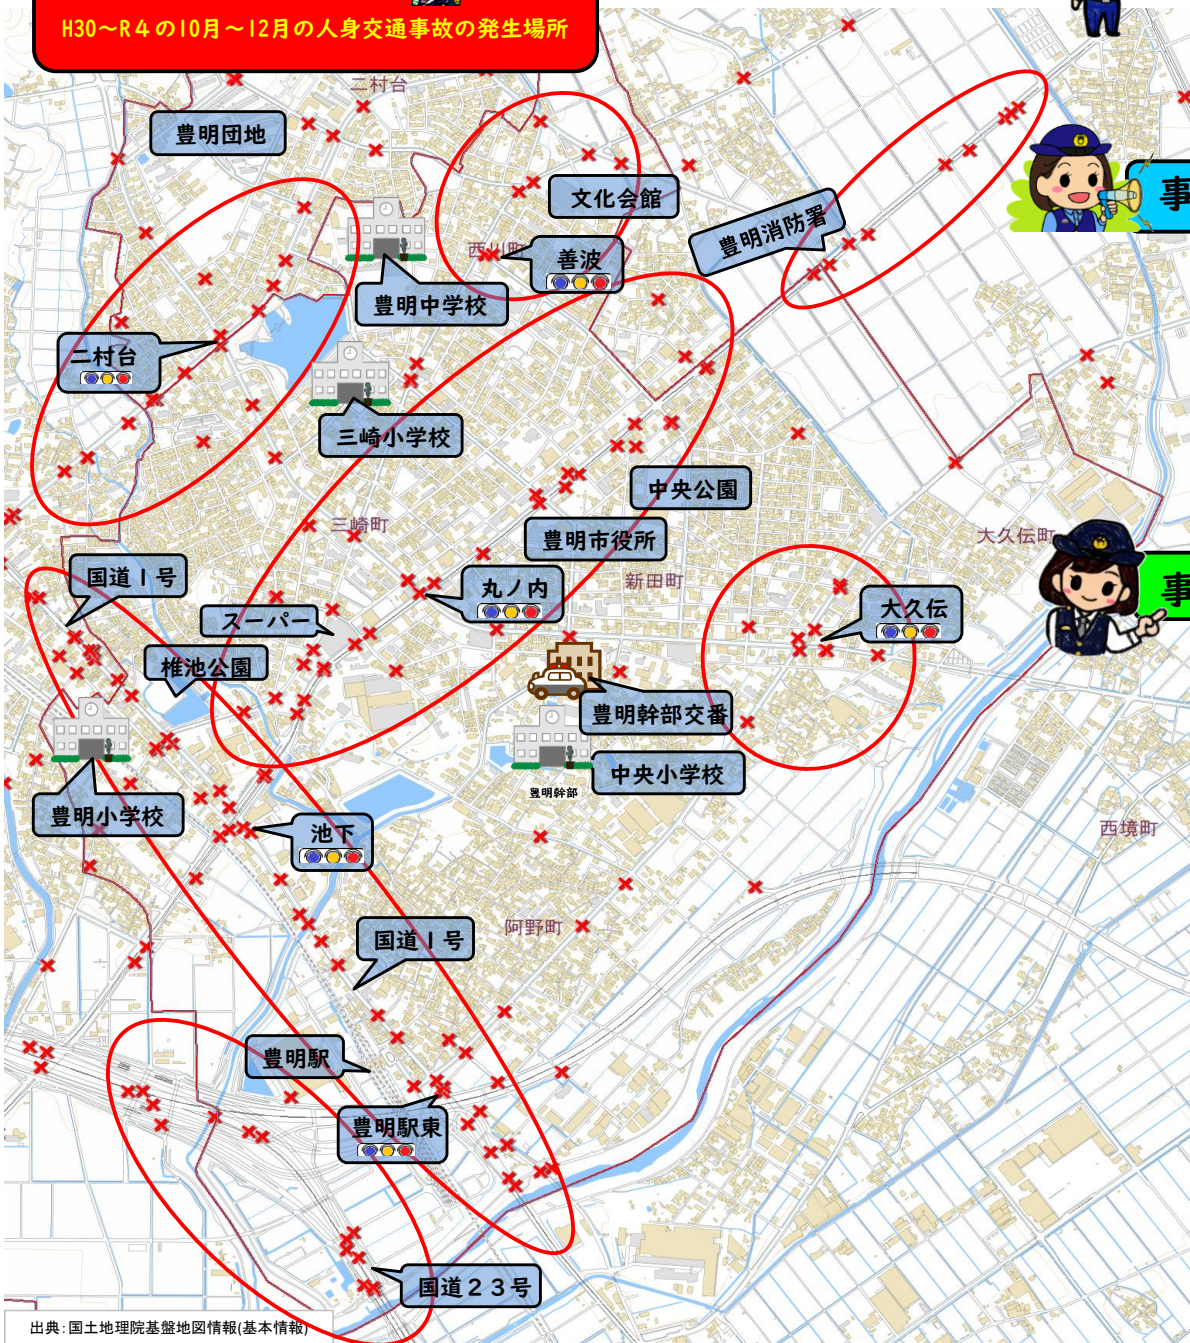 H30～R４の10月～12月の人身交通事故の発生場所
二村台
豊明団地
文化会館
事
豊明消防署
西川町
善波
豊明中学校
二村台
三崎小学校
中央公園
三崎町
豊明市役所
大久伝町
国道１号
丸ノ内
新田町
事
大久伝
スーパー
椎池公園
豊明幹部交番
中央小学校
豊明幹部
豊明小学校
池下
西境町
阿野町
国道１号
豊明駅
豊明駅東
国道２３号
出典：国土地理院基盤地図情報(基本情報)